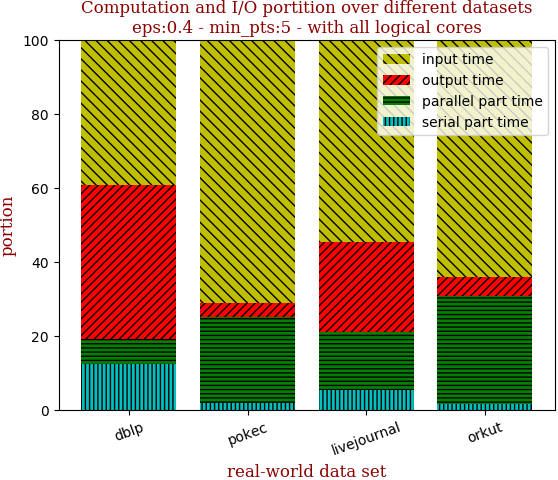 Computation and I/O portition over different datasets
eps:0.4 - min_pts:5 - with all logical cores
100
80
60
40
20
0
portion
input time
output time
parallel part time
serial part time
dblp
pokec
livejournal
orkut
real-world data set